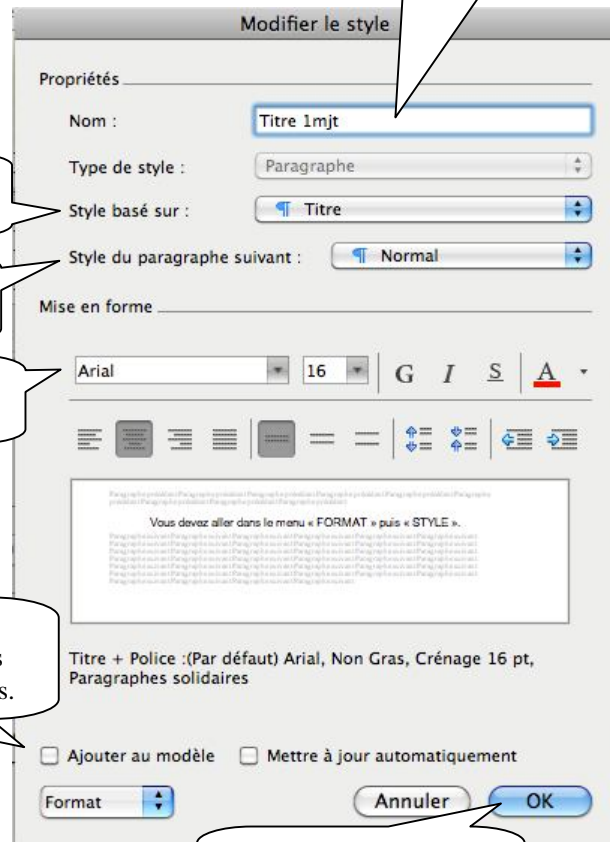 Modifier le style
Propriétés
Nom :
Titre 1mjt
Type de style :
Paragraphe
Style basé sur :
¶ Titre
Style du paragraphe suivant :
¶ Normal
Mise en forme
Arial
16
G I S A
Vous devez aller dans le menu « FORMAT » puis « STYLE ».
Titre + Police :(Par défaut) Arial, Non Gras, Crénage 16 pt,
Paragraphes solidaires
s
s.
Ajouter au modèle
Mettre à jour automatiquement
Format
Annuler
OK